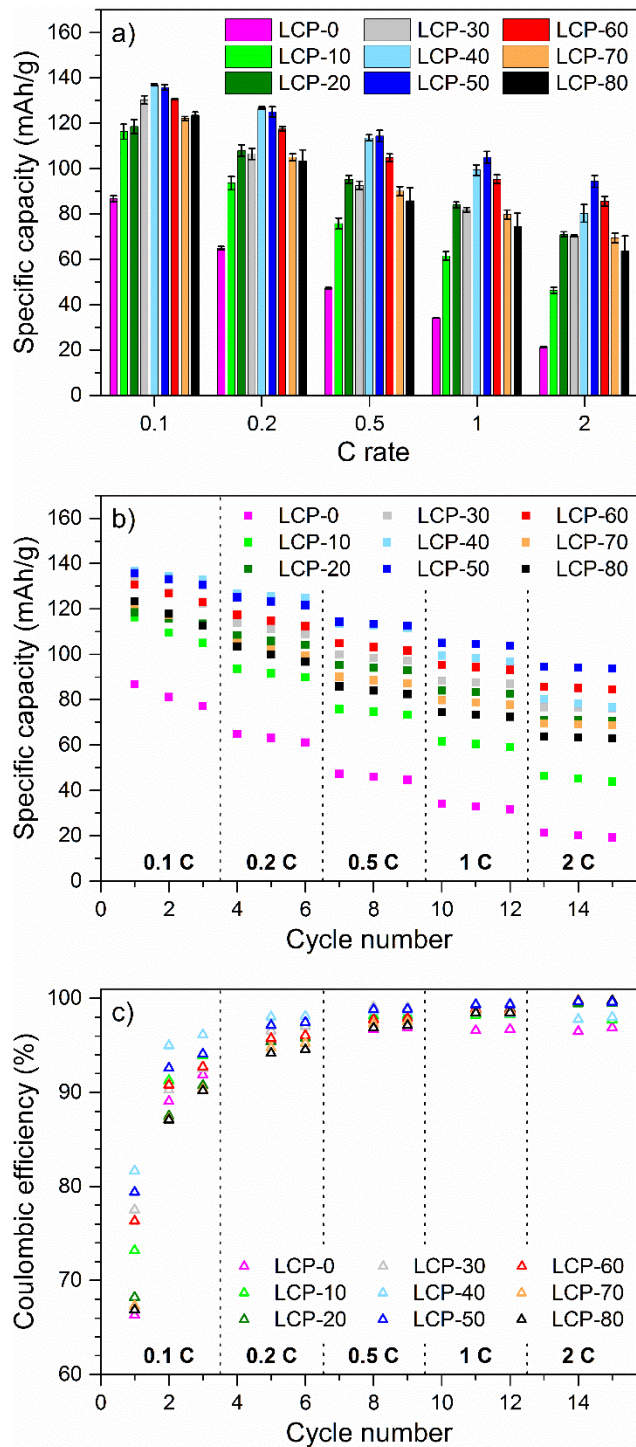 a)
LCP-0 LCP-30 LCP-60
LCP-10 LCP-40 LCP-70
LCP-20 LCP-50 LCP-80
Specific capacity (mAh/g)
160
140
120
100
80
60
40
20
0
0.1 0.2 0.5 1 2
C rate
b)
LCP-0 LCP-30 LCP-60
LCP-10 LCP-40 LCP-70
LCP-20 LCP-50 LCP-80
Specific capacity (mAh/g)
160
140
120
100
80
60
40
20
0
0.1 C 0.2 C 0.5 C 1 C 2 C
0 2 4 6 8 10 12 14
Cycle number
c)
Coulombic efficiency (%)
100
90
80
70
60
LCP-0 LCP-30 LCP-60
LCP-10 LCP-40 LCP-70
LCP-20 LCP-50 LCP-80
0.1 C 0.2 C 0.5 C 1 C 2 C
0 2 4 6 8 10 12 14
Cycle number